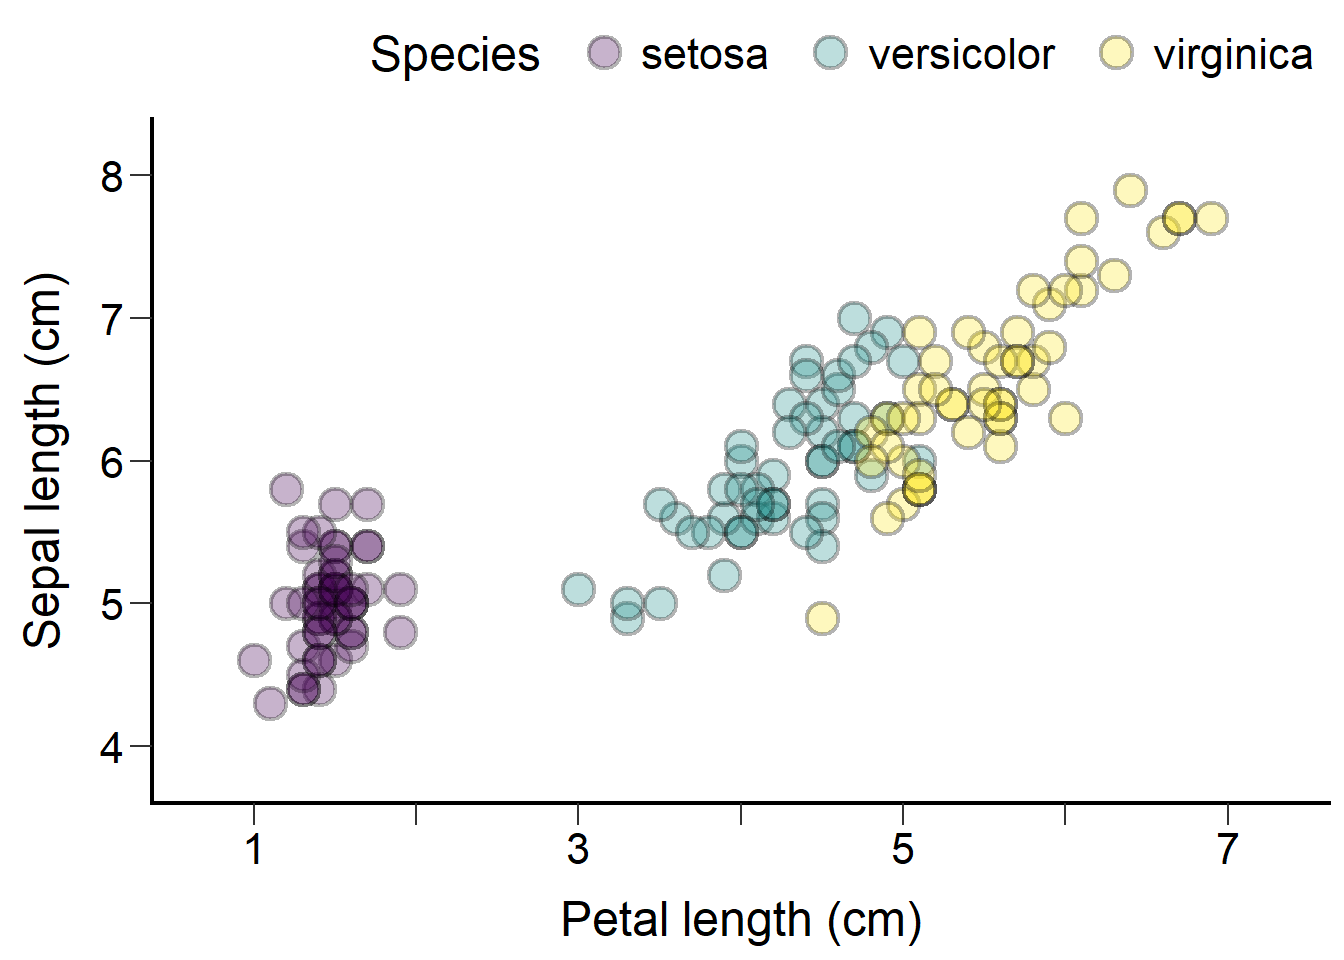 Species setosa versicolor virginica
Sepal length (cm)
8
7
6
5
4
1 3 5 7
Petal length (cm)